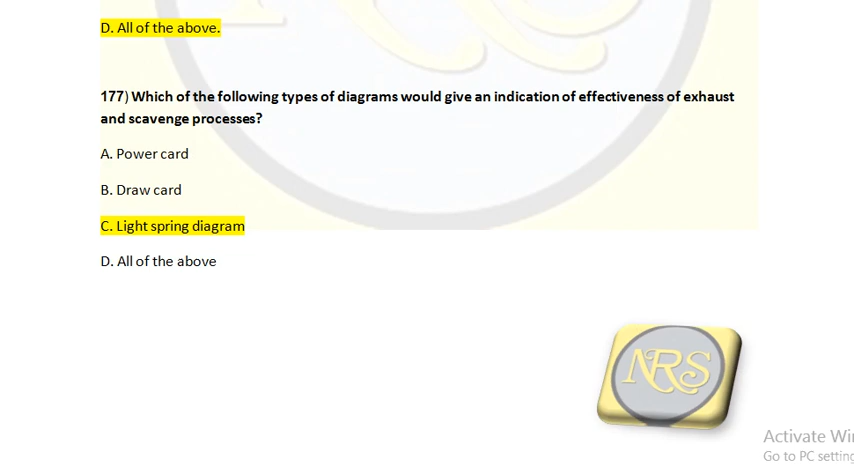 D. All of the above.
177) Which of the following types of diagrams would give an indication of effectiveness of exhaust
and scavenge processes?
A. Power card
B. Draw card
C. Light spring diagram
D. All of the above
NRS
Activate Wi
Go to PC setting